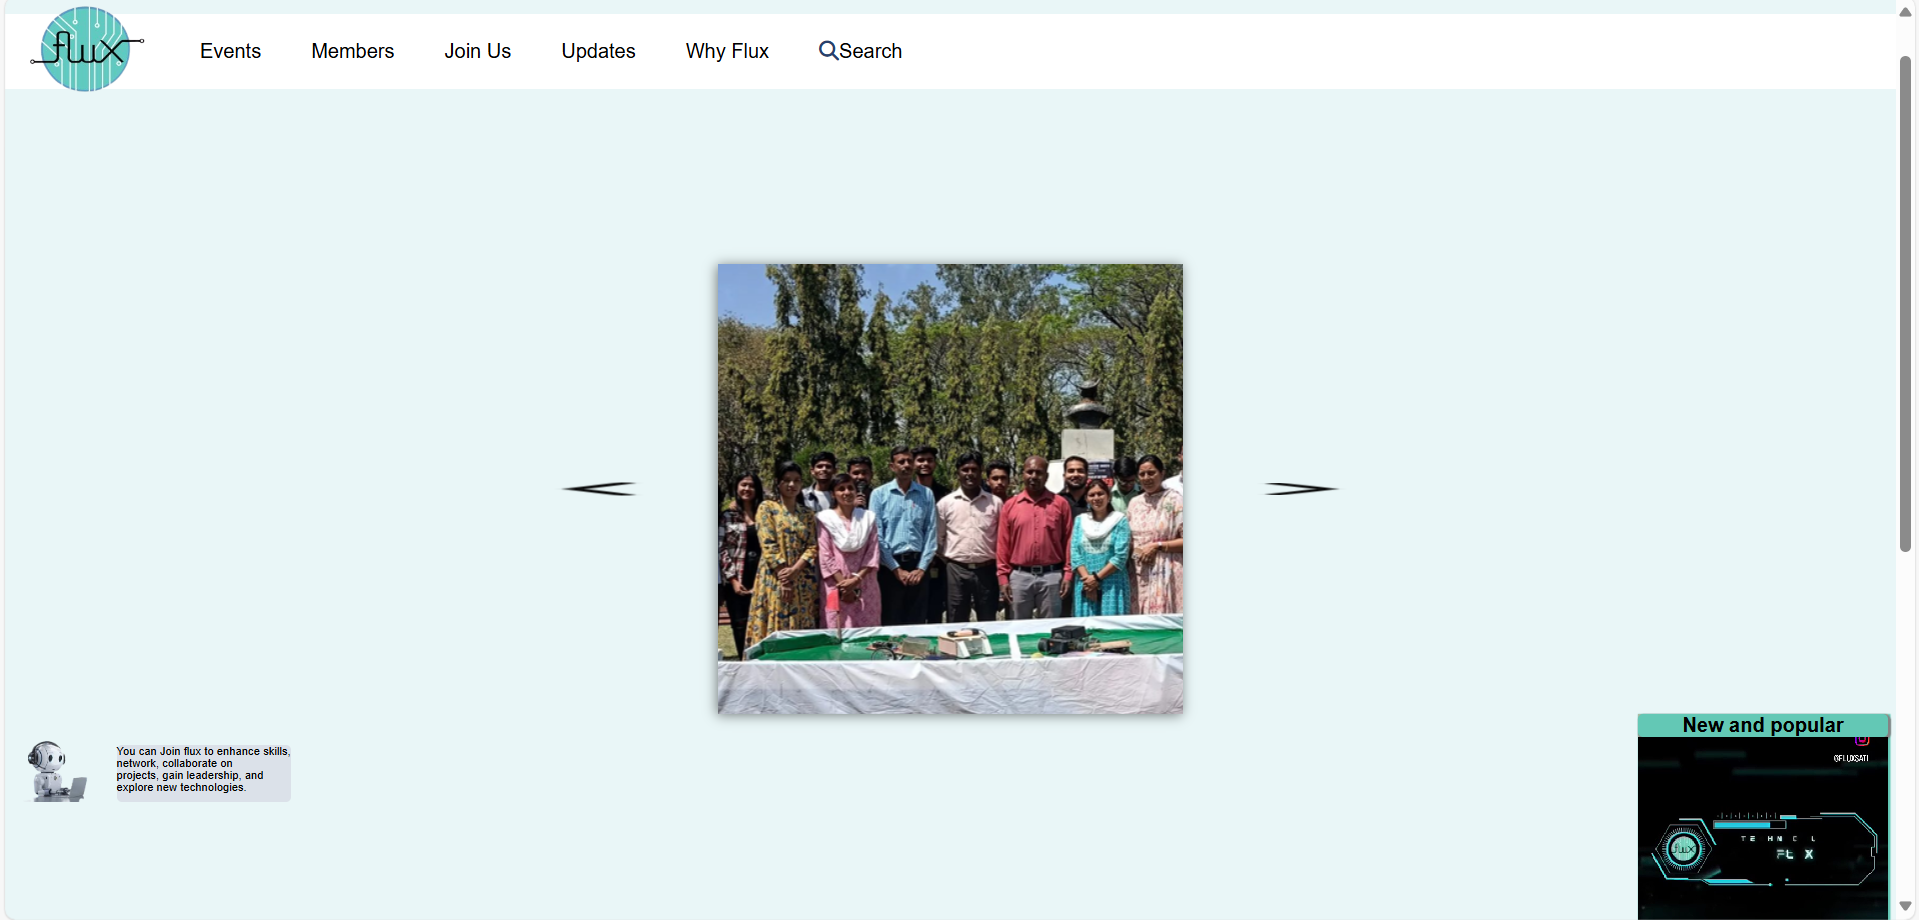 flux
Events
Members
Join Us
Updates
Why Flux
Search
You can Join flux to enhance skills,
network, collaborate on
projects, gain leadership, and
explore new technologies.
New and popular
@FLUXSATI
flux
T E H N C L
FL X